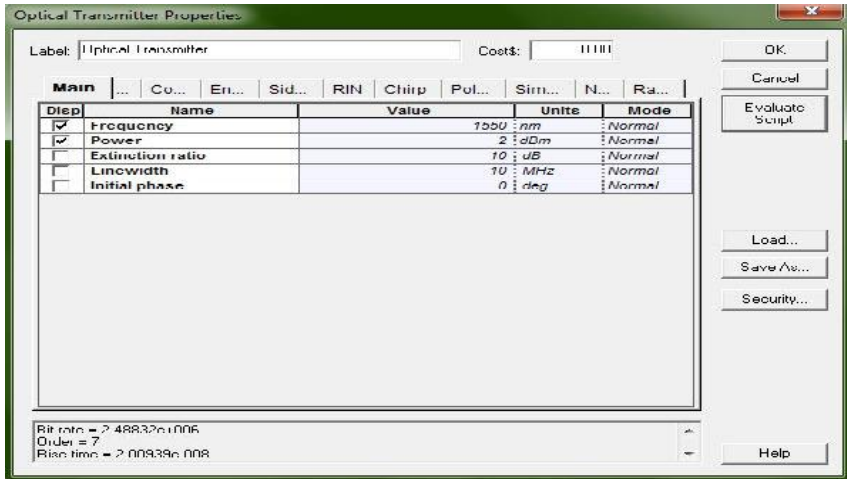 Optical Transmitter Properties
Label: Optical Transmitter Cost$: 0.00 OK
Cancel
Evaluate Script
Main ... Co... En... Sid... RIN Chirp Pol... Sim... N... Ra...
Disp Name Value Units Mode
Frequency 1550 nm Normal
Power 2 dBm Normal
Extinction ratio 10 dB Normal
Linewidth 10 MHz Normal
Initial phase 0 deg Normal
Load...
Save As...
Security...
Bit rate = 2.48832e+006
Order = 7
Rise time = 2.00939e-008
Help